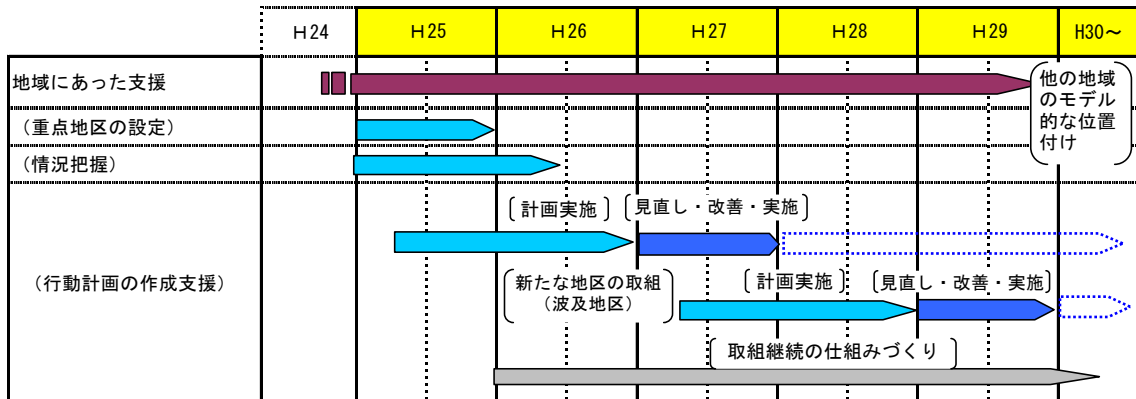 H24 H25 H26 H27 H28 H29 H30～
地域にあった支援
他の地域
のモデル
的な位置
付け
（重点地区の設定）
（情況把握）
計画実施 見直し・改善・実施
（行動計画の作成支援）
新たな地区の取組
（波及地区）
計画実施 見直し・改善・実施
取組継続の仕組みづくり